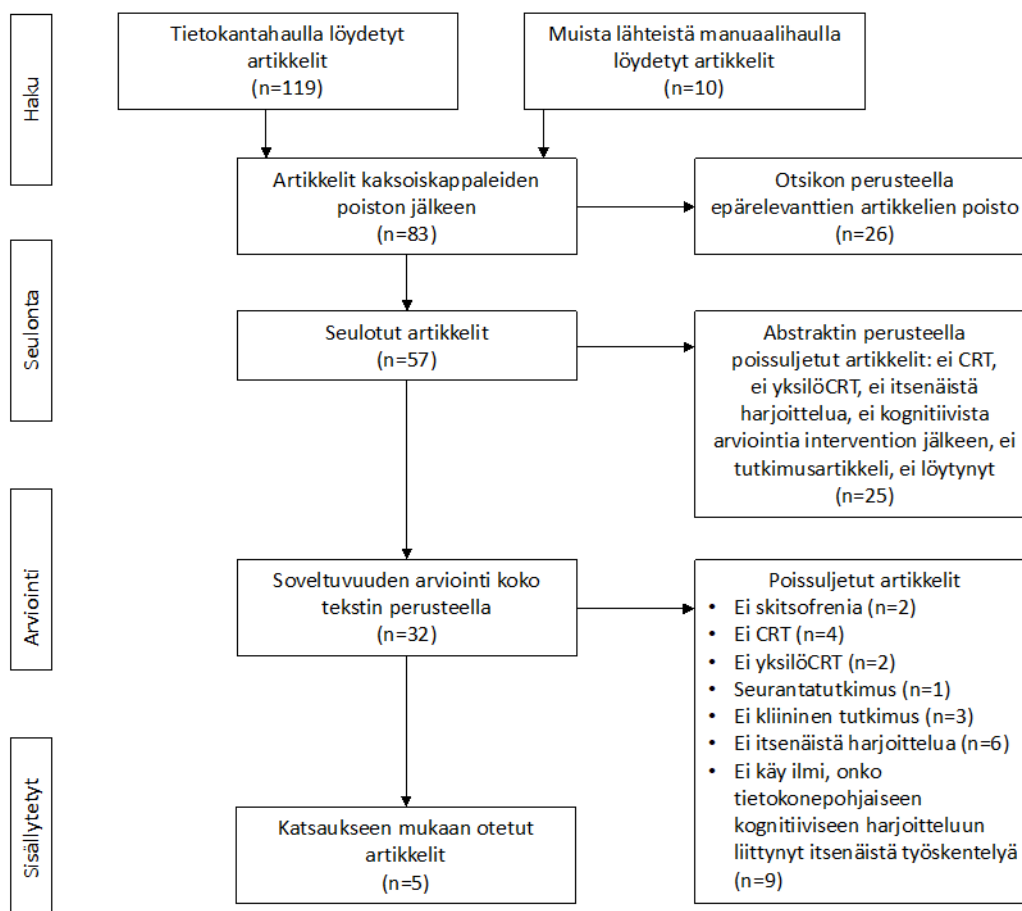 Haku
Tietokantahaulla löydetyt
artikkelit
(n=119)
Muista lähteistä manuaalihaulla
löydetyt artikkelit
(n=10)
Artikkelit kaksoiskappaleiden
poiston jälkeen
(n=83)
Otsikon perusteella
epärelevanttien artikkelien poisto
(n=26)
Seulonta
Seulotut artikkelit
(n=57)
Abstraktin perusteella
poissuljetut artikkelit: ei CRT,
ei yksilöCRT, ei itsenäistä
harjoittelua, ei kognitiivista
arviointia intervention jälkeen, ei
tutkimusartikkeli, ei löytynyt
(n=25)
Arviointi
Soveltuvuuden arviointi koko
tekstin perusteella
(n=32)
Poissuljetut artikkelit
• Ei skitsofrenia (n=2)
• Ei CRT (n=4)
• Ei yksilöCRT (n=2)
• Seurantatutkimus (n=1)
• Ei kliininen tutkimus (n=3)
• Ei itsenäistä harjoittelua (n=6)
• Ei käy ilmi, onko
tietokonepohjaiseen
kognitiiviseen harjoitteluun
liittynyt itsenäistä työskentelyä
(n=9)
Sisällytetyt
Katsaukseen mukaan otetut
artikkelit
(n=5)